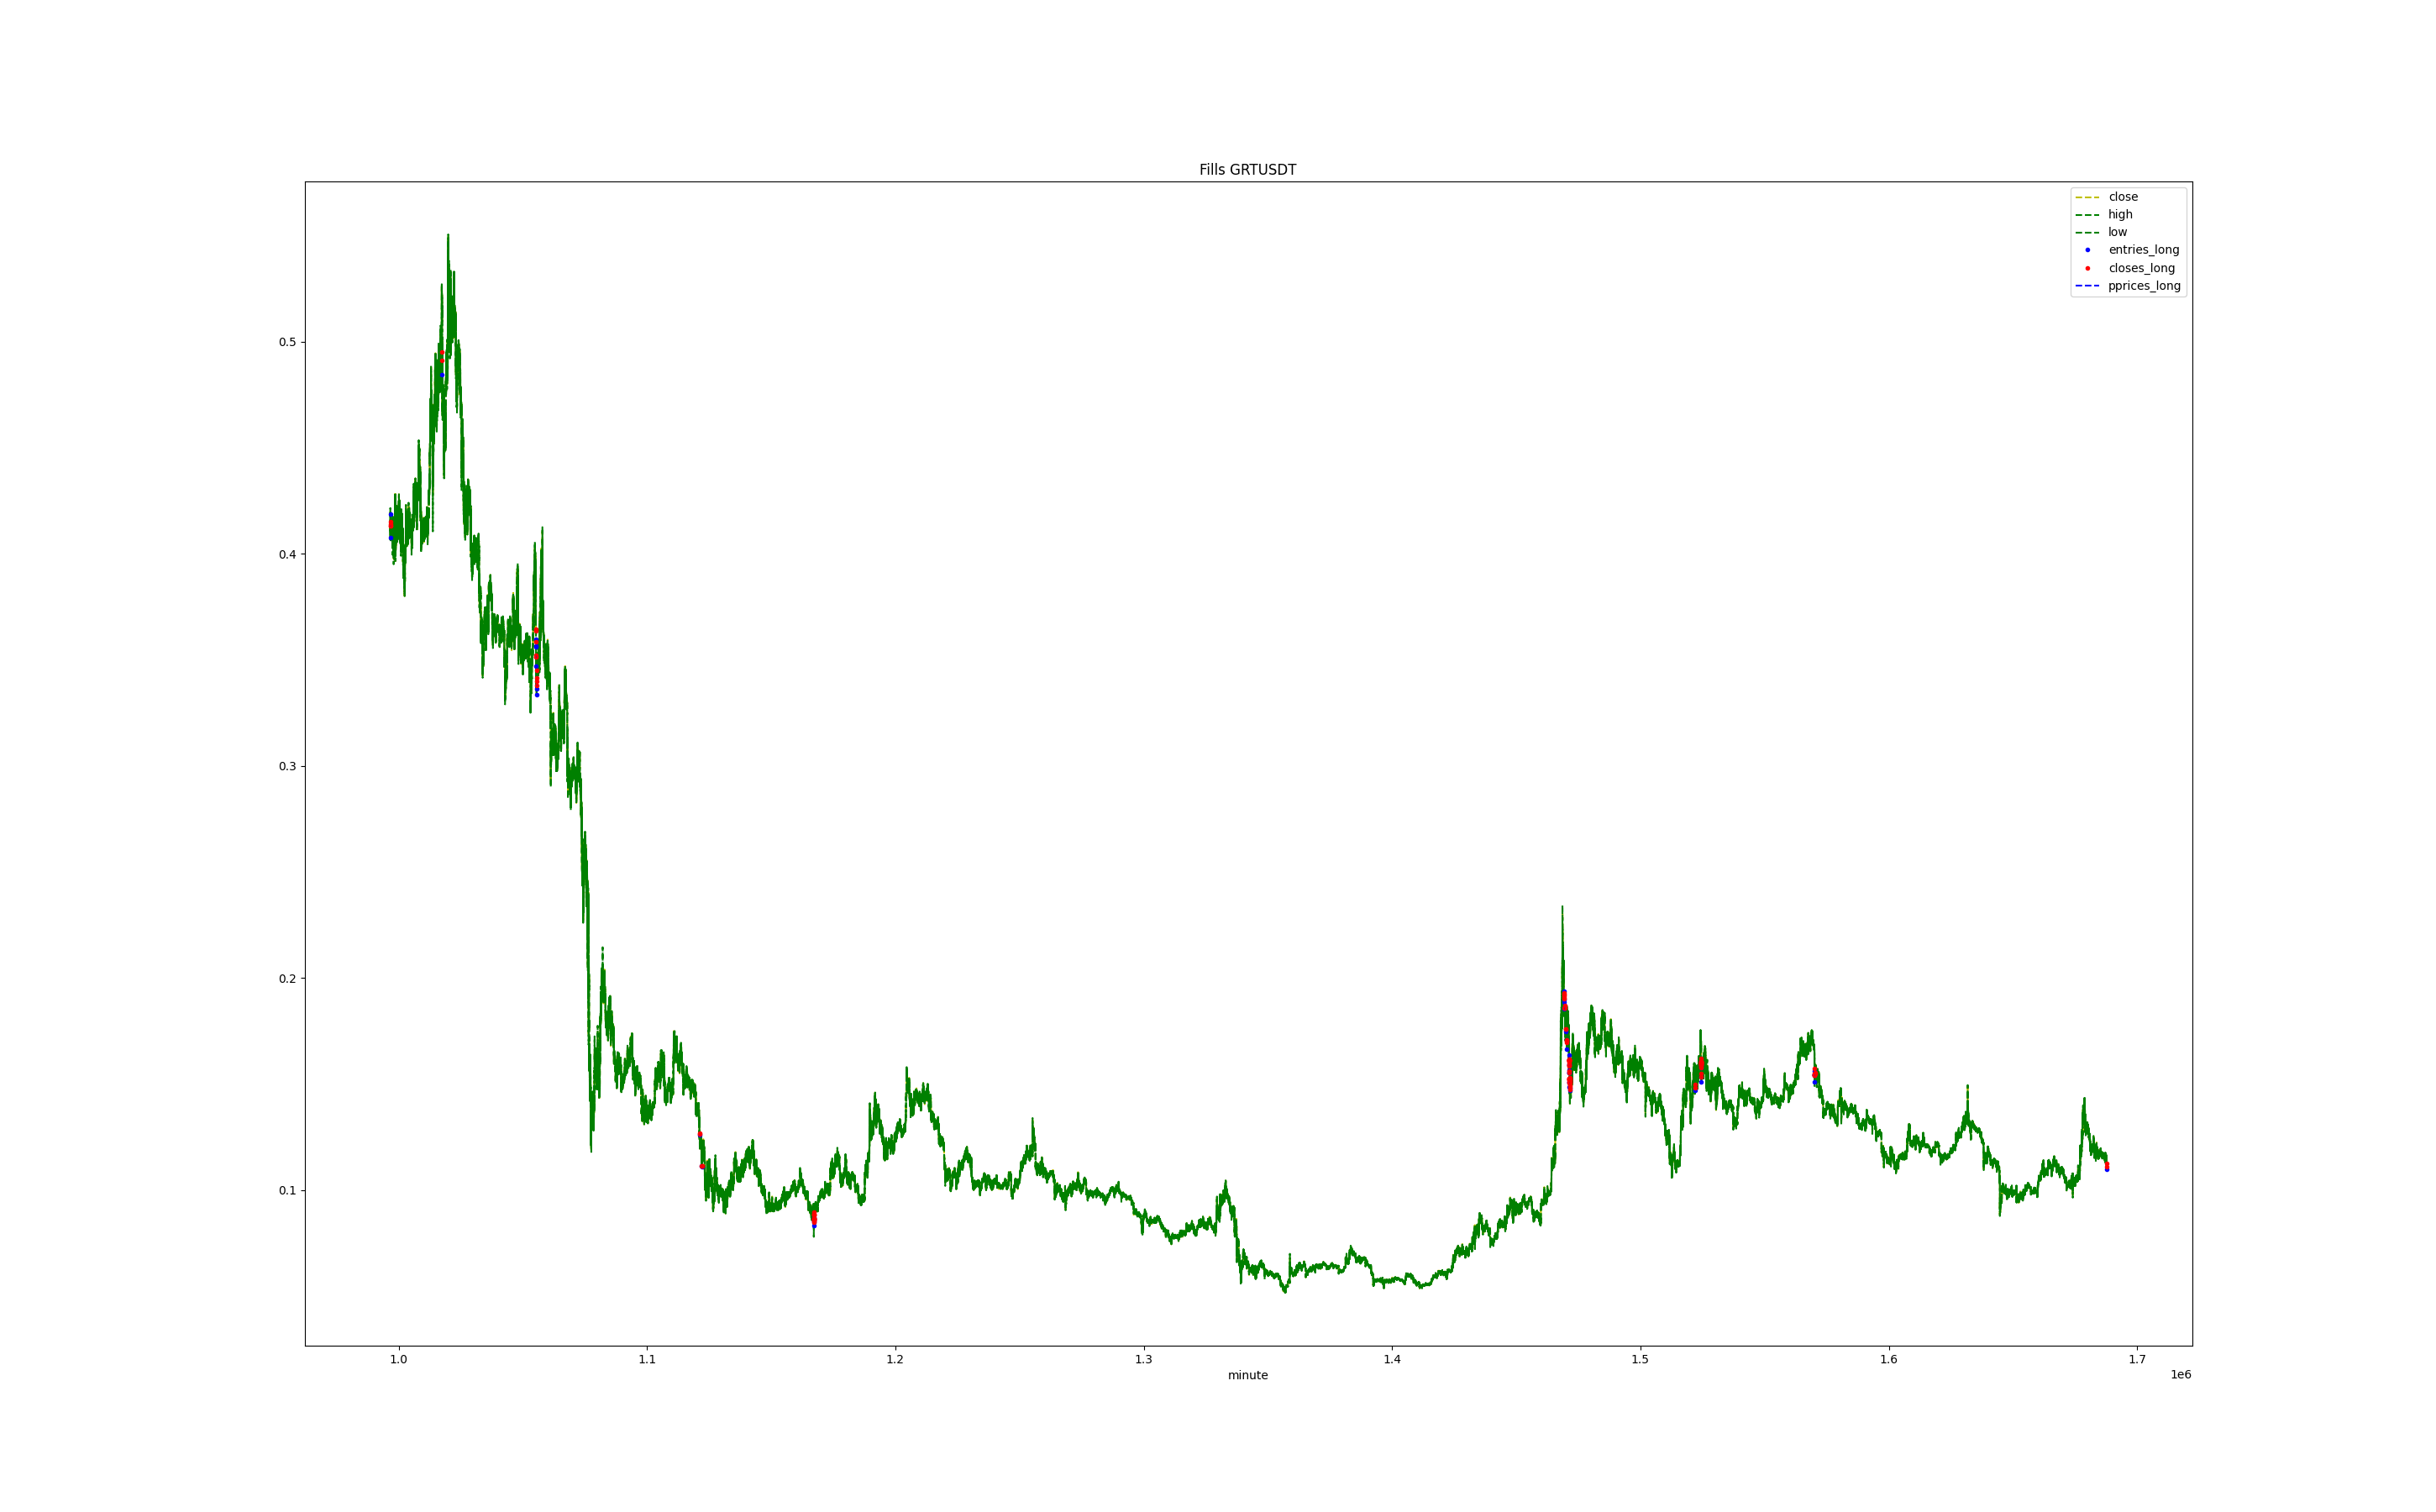 Fills GRTUSDT
close
high
low
entries_long
closes_long
pprices_long
0.5
0.4
0.3
0.2
0.1
1.0 1.1 1.2 1.3 1.4 1.5 1.6 1.7
minute
1e6